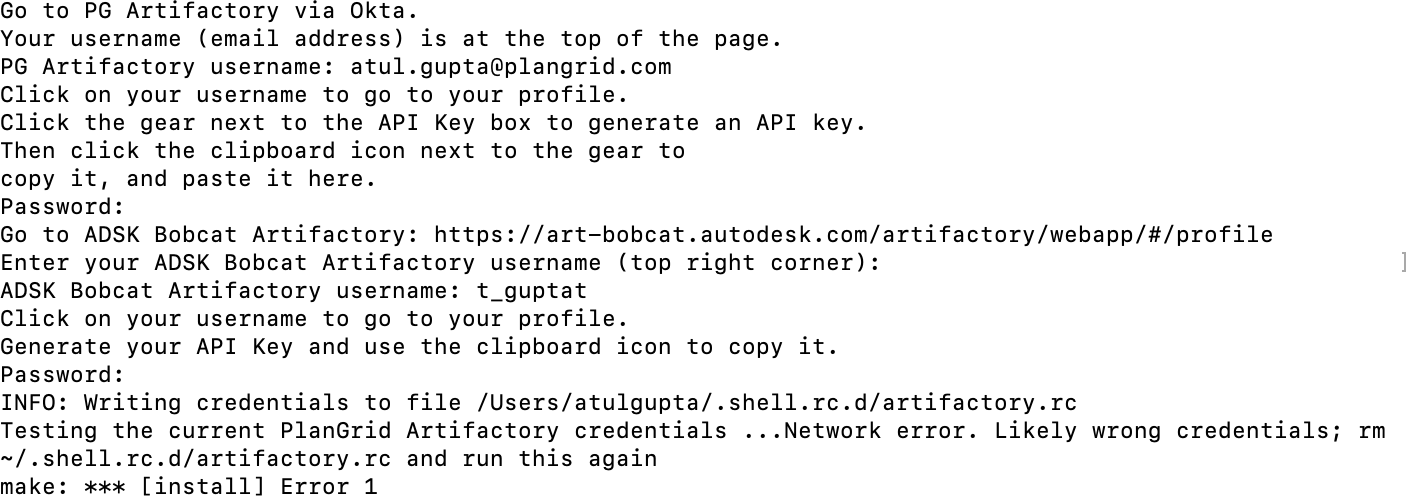 Go to PG Artifactory via Okta.
Your username (email address) is at the top of the page.
PG Artifactory username: atul.gupta@plangrid.com
Click on your username to go to your profile.
Click the gear next to the API Key box to generate an API key.
Then click the clipboard icon next to the gear to
copy it, and paste it here.
Password:
Go to ADSK Bobcat Artifactory: https://art-bobcat.autodesk.com/artifactory/webapp/#/profile
Enter your ADSK Bobcat Artifactory username (top right corner): ]
ADSK Bobcat Artifactory username: t_guptat
Click on your username to go to your profile.
Generate your API Key and use the clipboard icon to copy it.
Password:
INFO: Writing credentials to file /Users/atulgupta/.shell.rc.d/artifactory.rc
Testing the current PlanGrid Artifactory credentials ...Network error. Likely wrong credentials; rm
~/.shell.rc.d/artifactory.rc and run this again
make: *** [install] Error 1